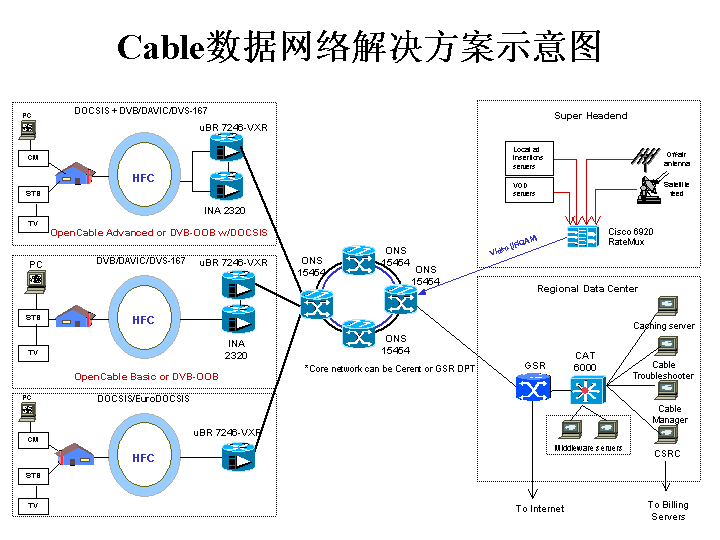 Cable数据网络解决方案示意图
DOCSIS + DVB/DAVIC/DVS-167
PC
uBR 7246-VXR
CM
HFC
STB
INA 2320
TV
OpenCable Advanced or DVB-OOB w/DOCSIS
DVB/DAVIC/DVS-167
uBR 7246-VXR
PC
STB
HFC
TV
INA
2320
OpenCable Basic or DVB-OOB
PC
DOCSIS/EuroDOCSIS
uBR 7246-VXR
CM
HFC
STB
TV
ONS
15454
ONS
15454
ONS
15454
ONS
15454
*Core network can be Cerent or GSR DPT
Super Headend
Local ad
insertions
servers
Off-air
antenna
VOD
servers
Satellite
feed
Cisco 6920
RateMux
Regional Data Center
Caching server
GSR
CAT
6000
Cable
Troubleshooter
Cable
Manager
Middleware servers
CSRC
To Internet
To Billing
Servers